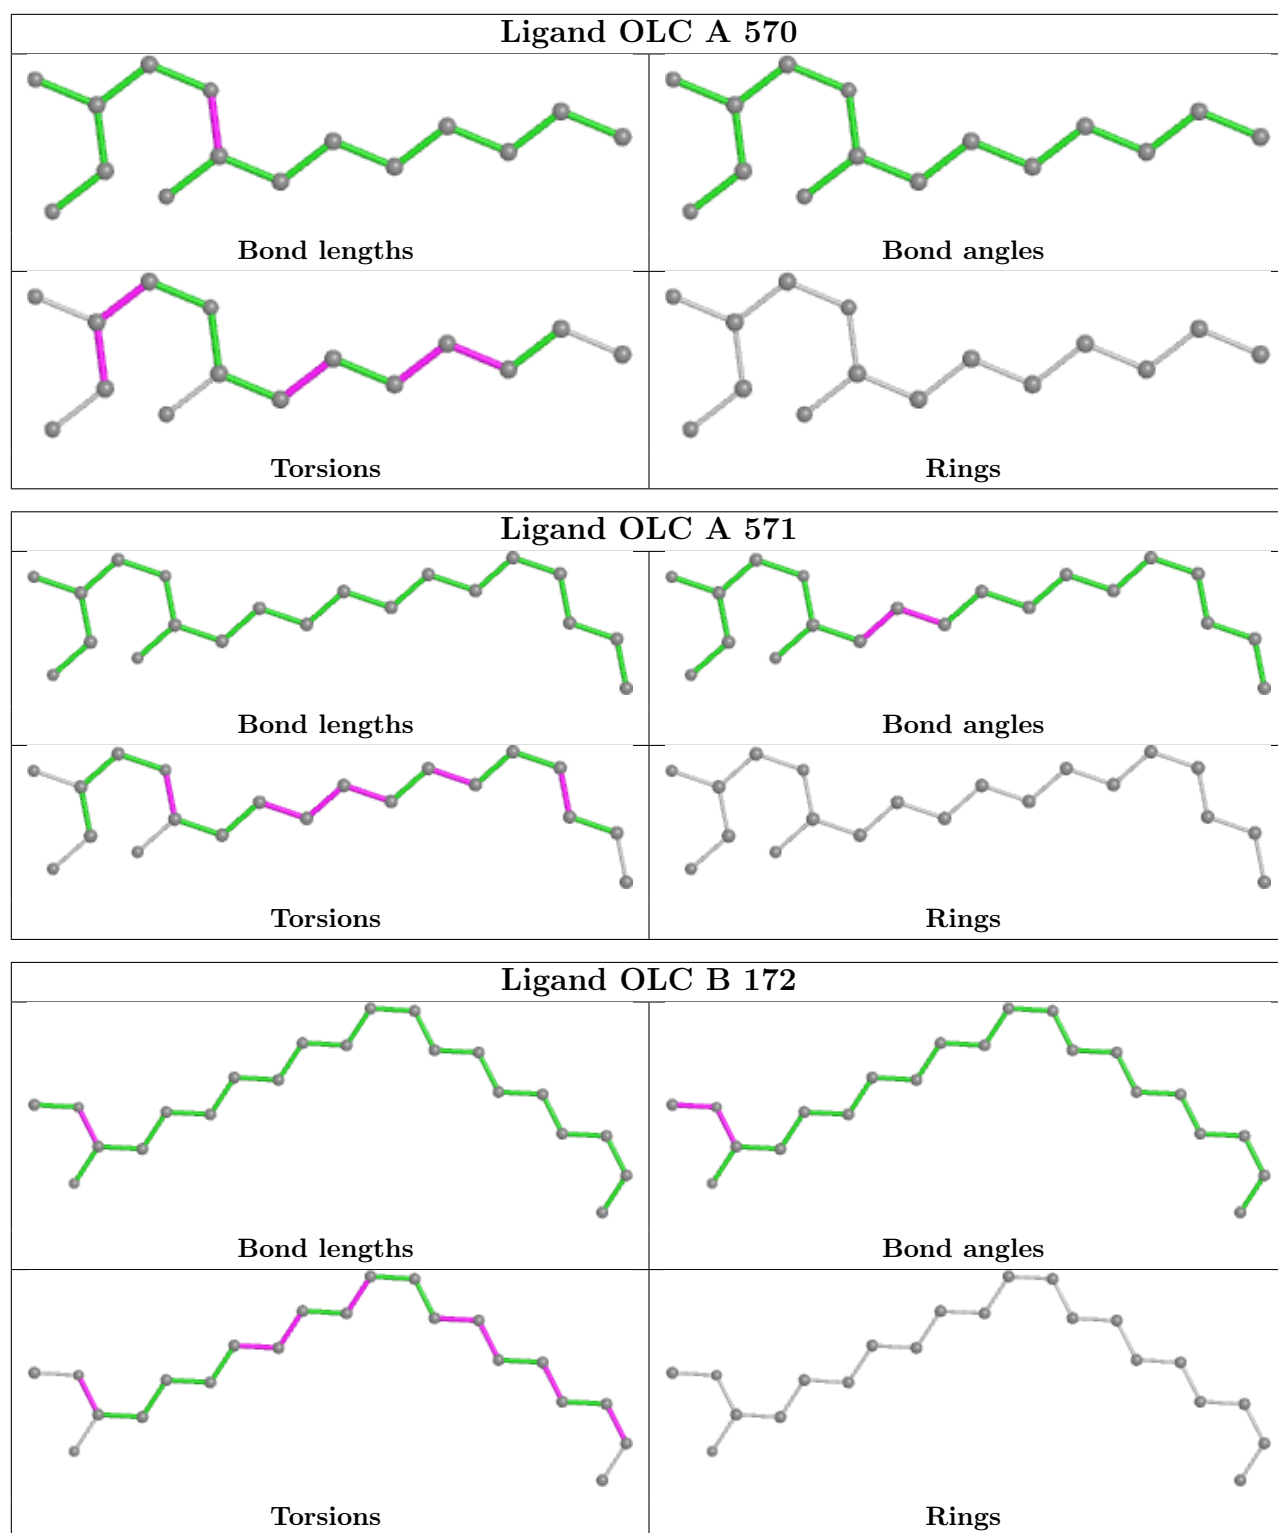 Ligand OLC A 570
Bond lengths
Bond angles
Torsions
Rings
Ligand OLC A 571
Bond lengths
Bond angles
Torsions
Rings
Ligand OLC B 172
Bond lengths
Bond angles
Torsions
Rings